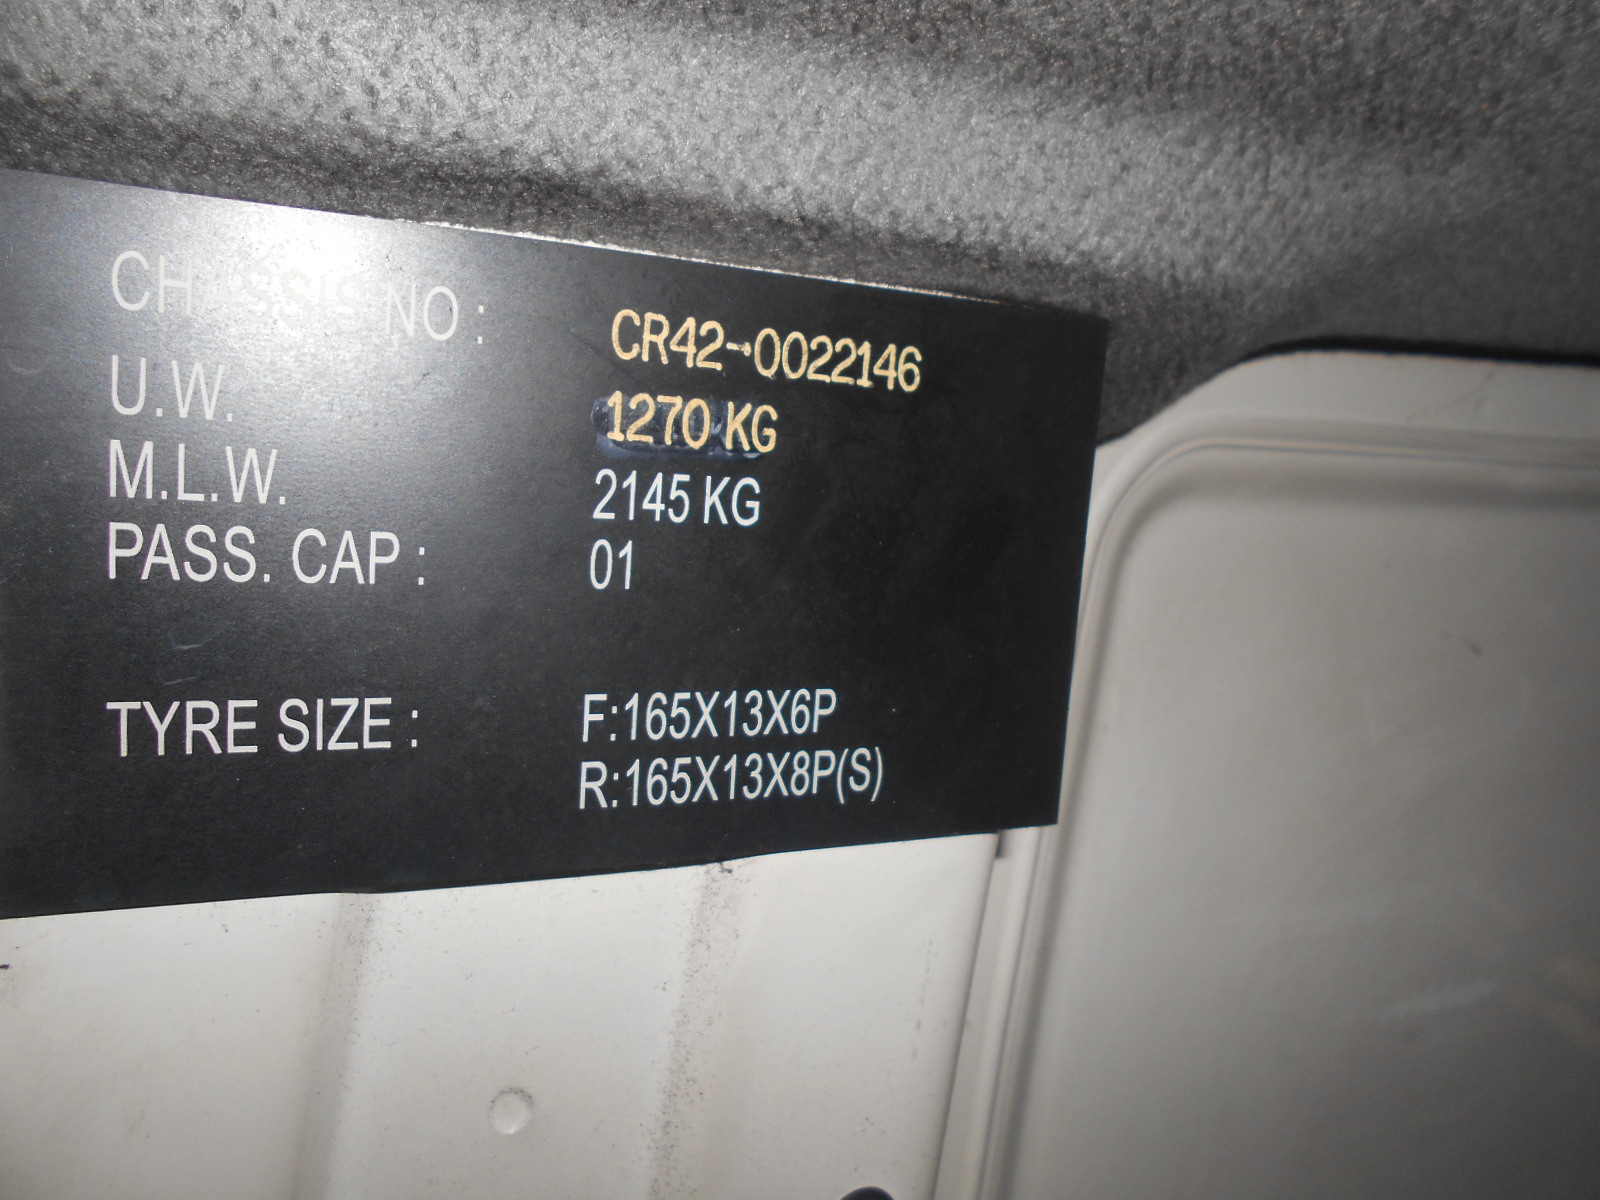 CHASSIS NO : CR42-0022146
U.W. 1270 KG
M.L.W. 2145 KG
PASS. CAP : 01
TYRE SIZE : F:165X13X6P
R:165X13X8P(S)